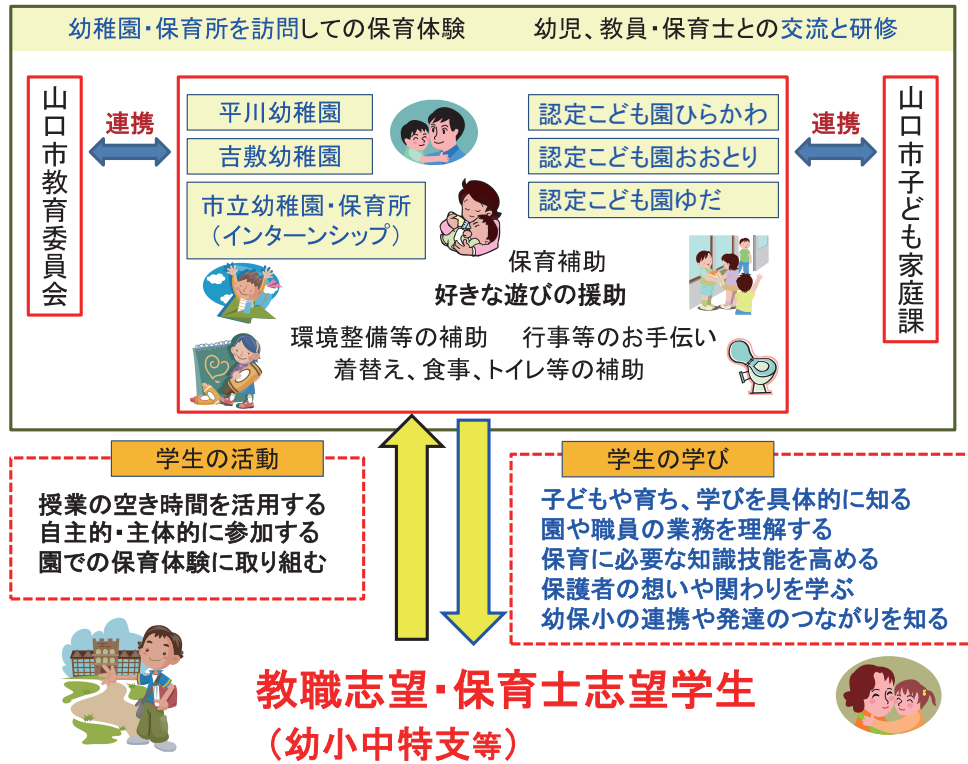 幼稚園・保育所を訪問しての保育体験　　幼児、教員・保育士との交流と研修
山口市教育委員会
連携
平川幼稚園
吉敷幼稚園
市立幼稚園・保育所
（インターンシップ）
認定こども園ひらかわ
認定こども園おおとり
認定こども園ゆだ
連携
山口市子ども家庭課
保育補助
好きな遊びの援助
環境整備等の補助　行事等のお手伝い
着替え、食事、トイレ等の補助
学生の活動
授業の空き時間を活用する
自主的・主体的に参加する
園での保育体験に取り組む
学生の学び
子どもや育ち、学びを具体的に知る
園や職員の業務を理解する
保育に必要な知識技能を高める
保護者の想いや関わりを学ぶ
幼保小の連携や発達のつながりを知る
教職志望・保育士志望学生
（幼小中特支等）